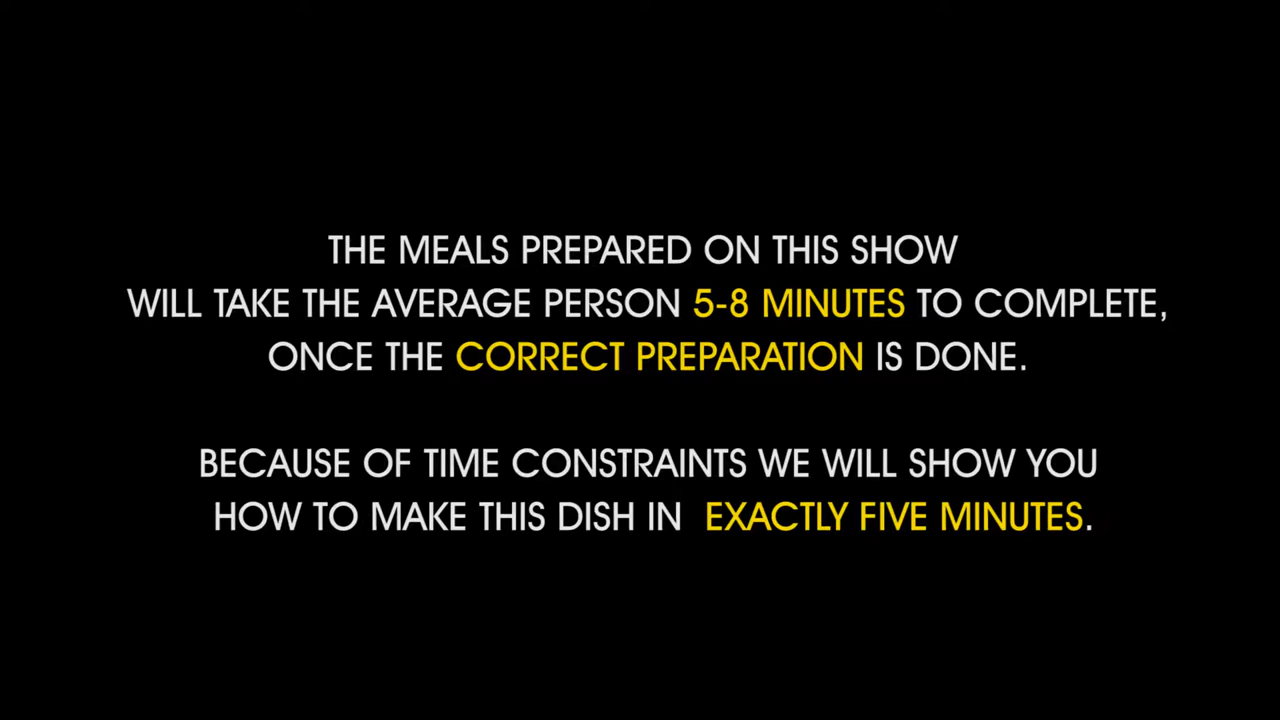 THE MEALS PREPARED ON THIS SHOW
WILL TAKE THE AVERAGE PERSON 5-8 MINUTES TO COMPLETE,
ONCE THE CORRECT PREPARATION IS DONE.
BECAUSE OF TIME CONSTRAINTS WE WILL SHOW YOU
HOW TO MAKE THIS DISH IN EXACTLY FIVE MINUTES.